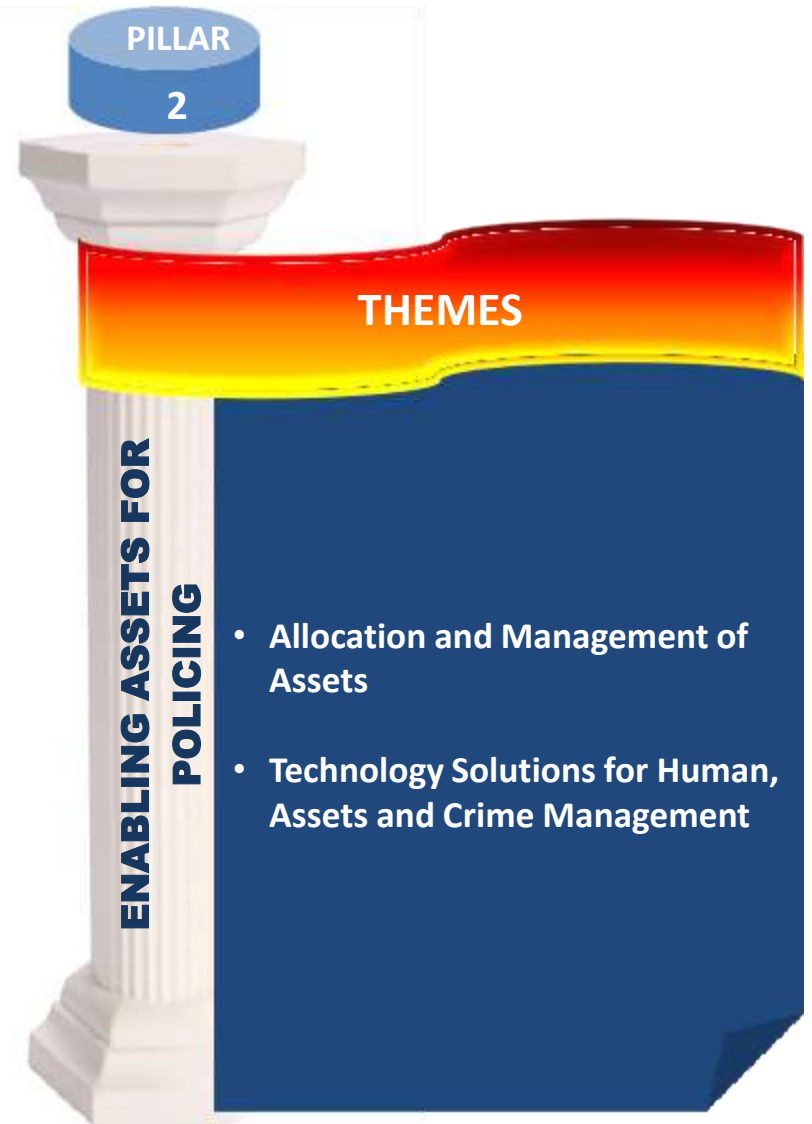 PILLAR
2
THEMES
ENABLING ASSETS FOR
POLICING
• Allocation and Management of
Assets
• Technology Solutions for Human,
Assets and Crime Management